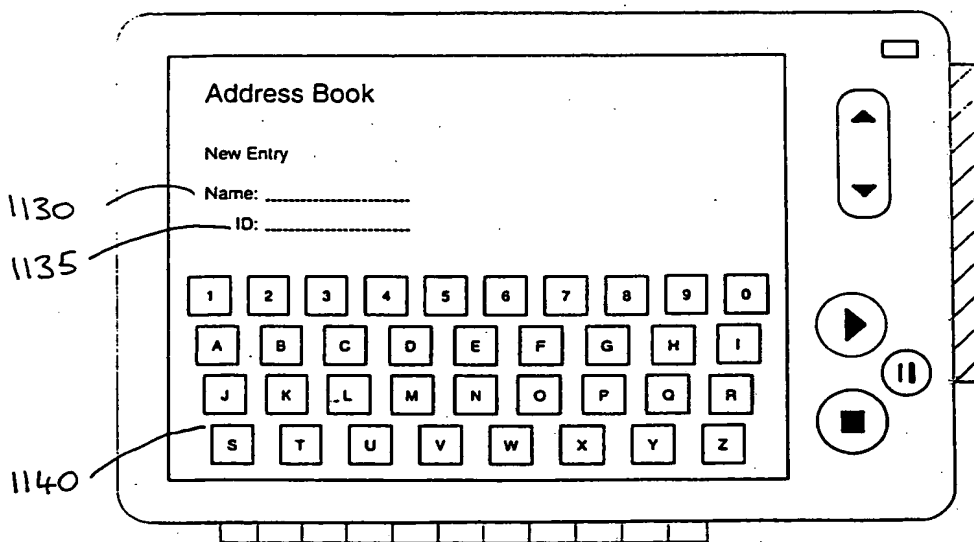 Address Book
New Entry
1130
Name:
ID:
1135
1 2 3 4 5 6 7 8 9 0
A B C D E F G H I
J K L M N O P Q R
1140
S T U V W X Y Z